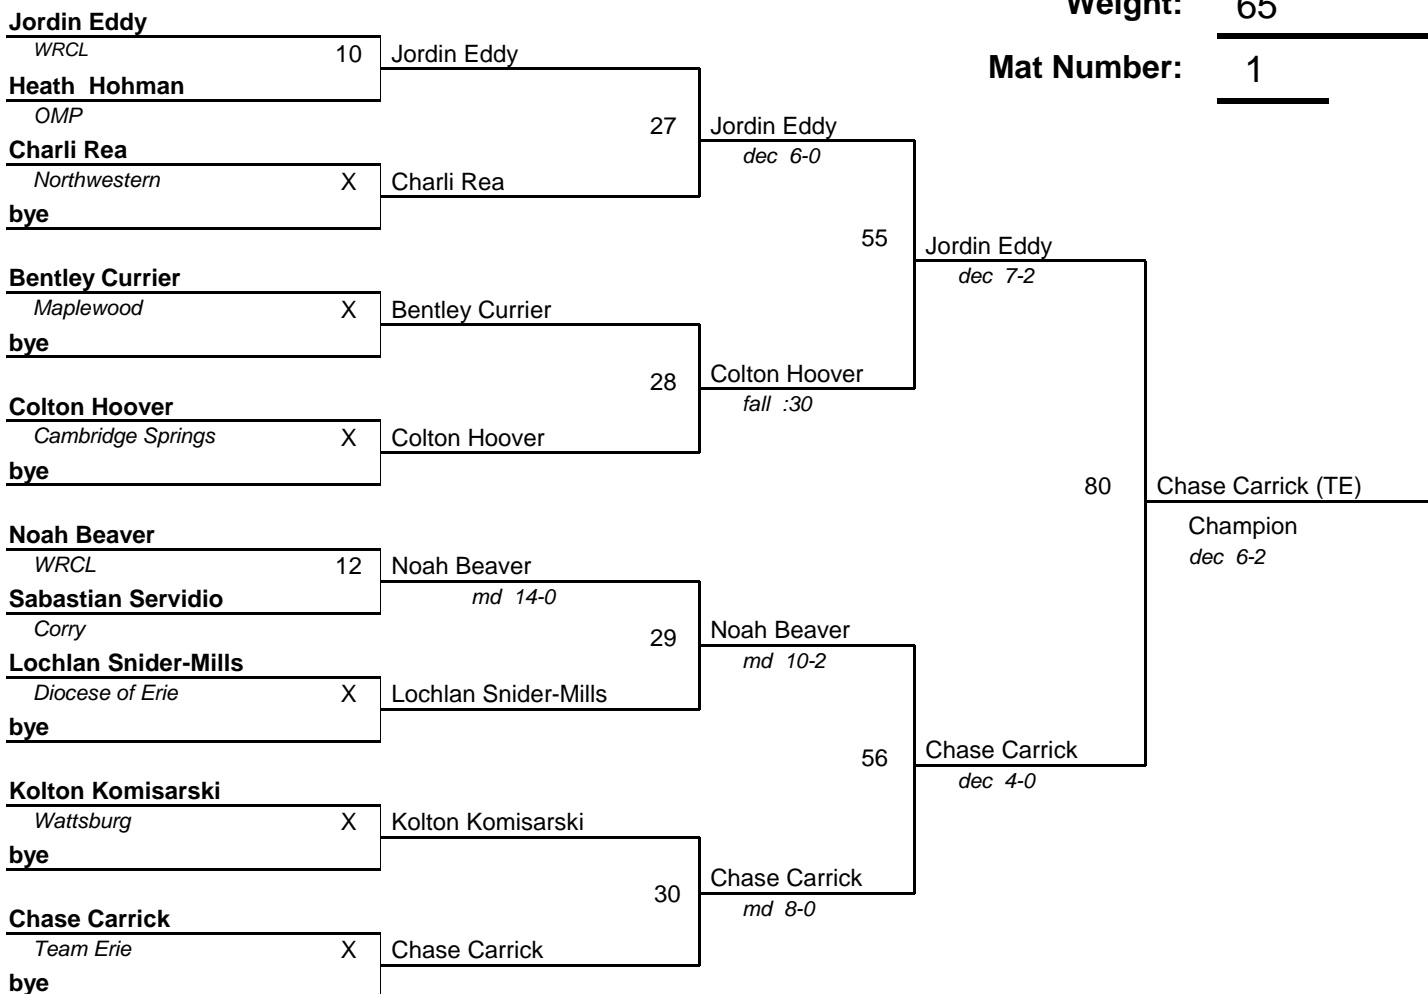 Weight: 65
Jordin Eddy
WRCL 10 Jordin Eddy
Mat Number: 1
Heath Hohman
OMP
27 Jordin Eddy
Charli Rea
dec 6-0
Northwestern X Charli Rea
bye
55 Jordin Eddy
Bentley Currier
dec 7-2
Maplewood X Bentley Currier
bye
28 Colton Hoover
Colton Hoover
fall :30
Cambridge Springs X Colton Hoover
bye
80 Chase Carrick (TE)
Champion
Noah Beaver
dec 6-2
WRCL 12 Noah Beaver
Sabastian Servidio
md 14-0
Corry
29 Noah Beaver
Lochlan Snider-Mills
md 10-2
Diocese of Erie X Lochlan Snider-Mills
bye
56 Chase Carrick
Kolton Komisarski
dec 4-0
Wattsburg X Kolton Komisarski
bye
30 Chase Carrick
Chase Carrick
md 8-0
Team Erie X Chase Carrick
bye